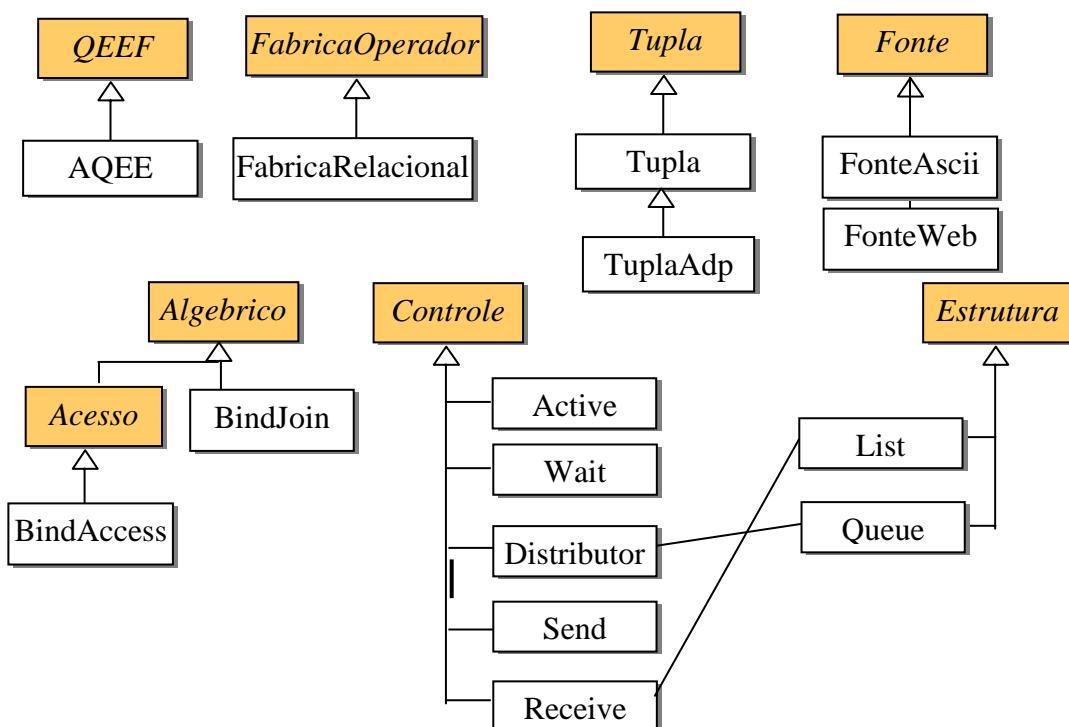 QEEF
FabricaOperador
Tupla
Fonte
AQEE
FabricaRelacional
Tupla
FonteAscii
TuplaAdp
FonteWeb
Algebrico
Controle
Estrutura
Acesso
BindJoin
Active
List
Wait
BindAccess
Distributor
Queue
Send
Receive